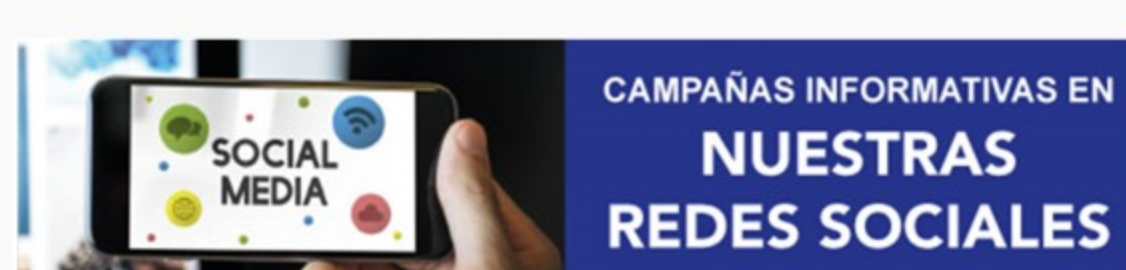 SOCIAL
MEDIA
CAMPAÑAS INFORMATIVAS EN
NUESTRAS
REDES SOCIALES